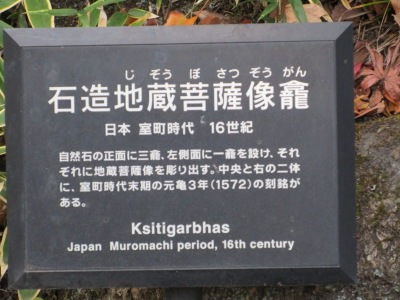 じぞうぼさつぞうがん
石造地蔵菩薩像龕
日本 室町時代 16世紀
自然石の正面に三龕、左側面に一龕を設け、それ
ぞれに地蔵菩薩像を彫り出す。中央と右の二体
に、室町時代末期の元亀3年(1572)の刻銘が
ある。
Ksitigarbhas
Japan Muromachi period, 16th century